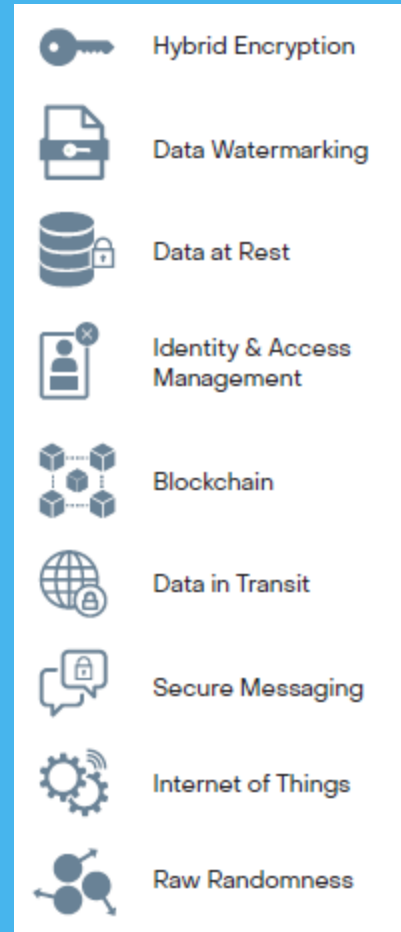 Hybrid Encryption
Data Watermarking
Data at Rest
Identity & Access
Management
Blockchain
Data in Transit
Secure Messaging
Internet of Things
Raw Randomness